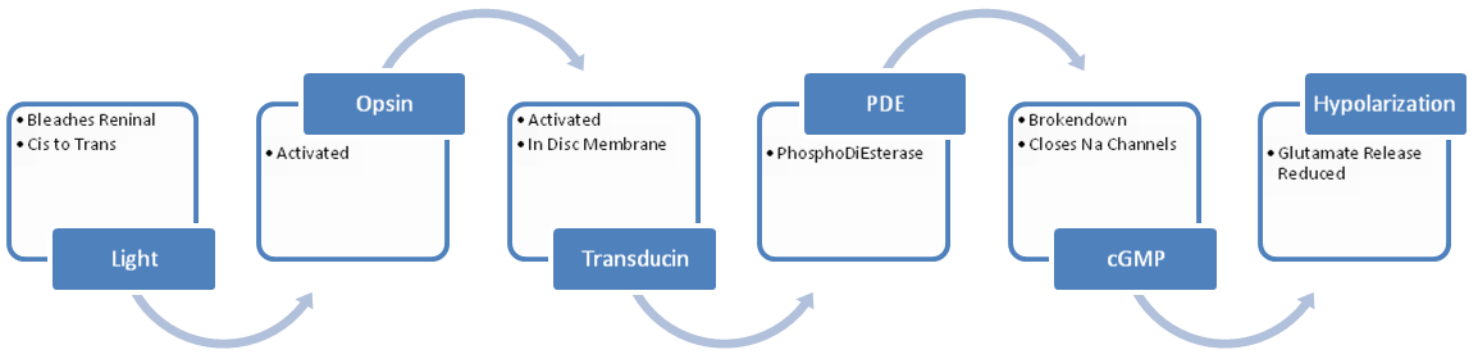 • Bleaches Reninal
• Cis to Trans
Light
Opsin
• Activated
• Activated
• In Disc Membrane
Transducin
PDE
• PhosphoDiEsterase
• Brokendown
• Closes Na Channels
cGMP
Hypolarization
• Glutamate Release
Reduced